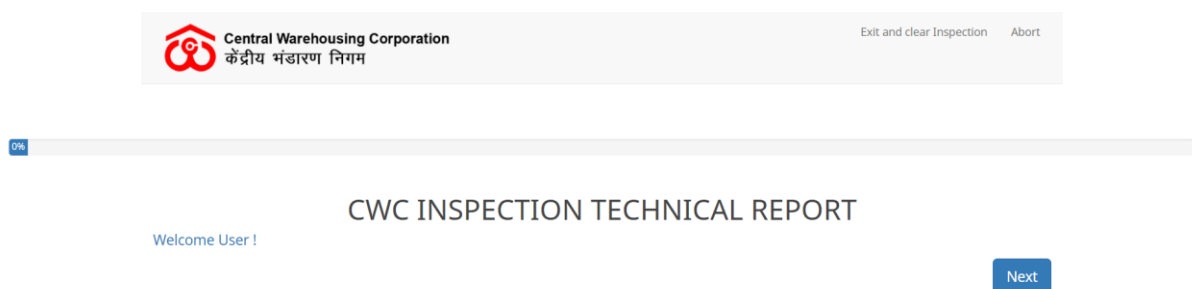 Central Warehousing Corporation
केंद्रीय भंडारण निगम
Exit and clear Inspection Abort
0%
CWC INSPECTION TECHNICAL REPORT
Welcome User !
Next